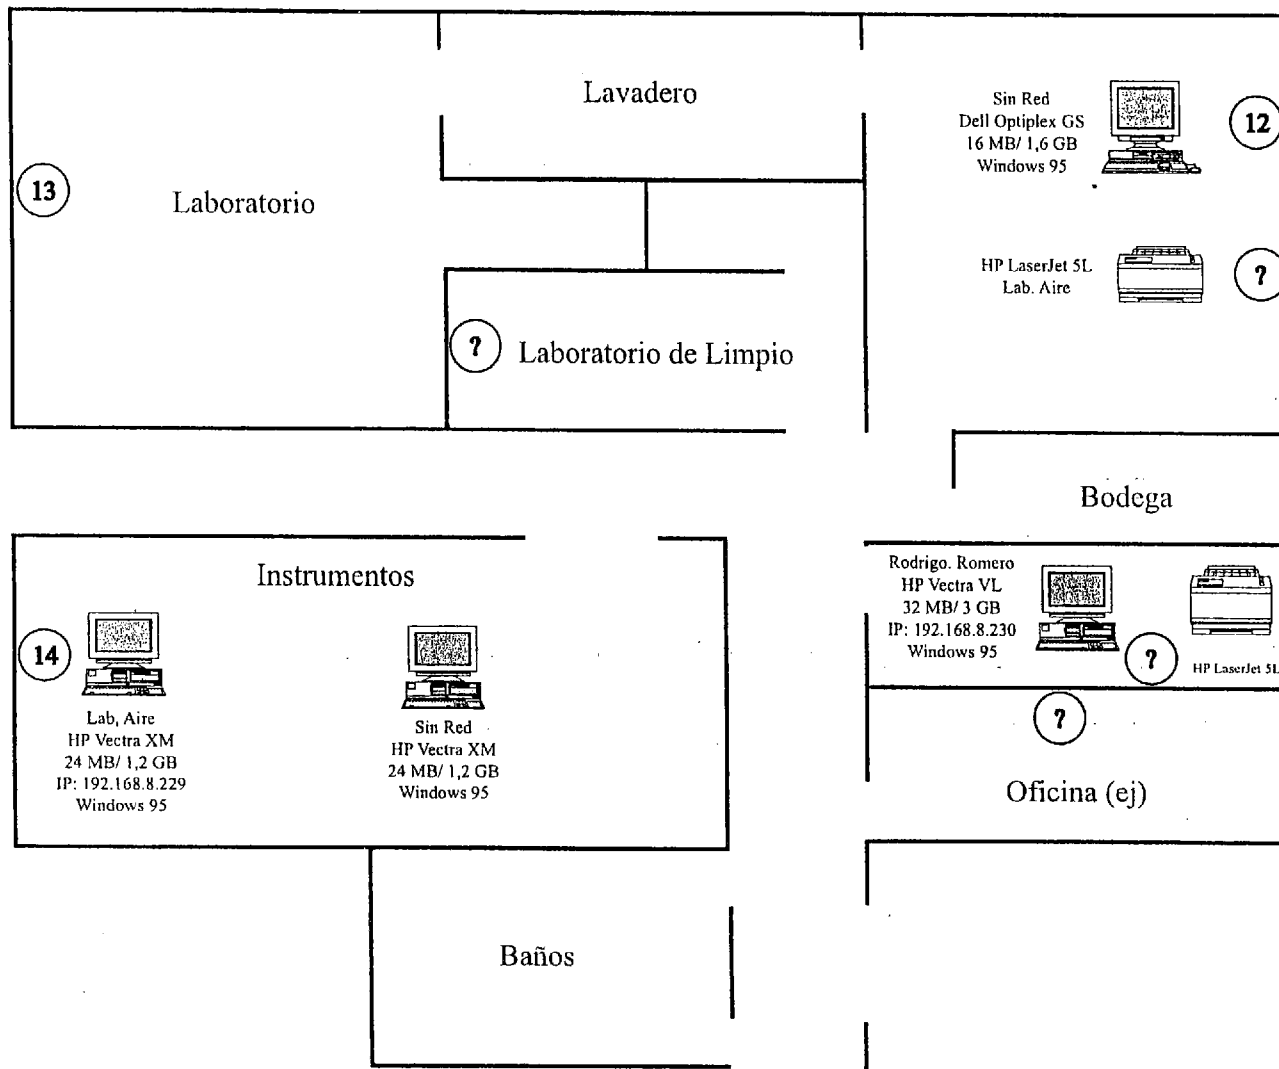 Lavadero
Sin Red
Dell Optiplex GS
16 MB/ 1,6 GB
Windows 95
12
13
Laboratorio
HP LaserJet 5L
Lab. Aire
?
?
Laboratorio de Limpio
Bodega
Instrumentos
14
Lab, Aire
HP Vectra XM
24 MB/ 1,2 GB
IP: 192.168.8.229
Windows 95
Sin Red
HP Vectra XM
24 MB/ 1,2 GB
Windows 95
Rodrigo. Romero
HP Vectra VL
32 MB/ 3 GB
IP: 192.168.8.230
Windows 95
?
HP LaserJet 5L
?
Oficina (ej)
Baños